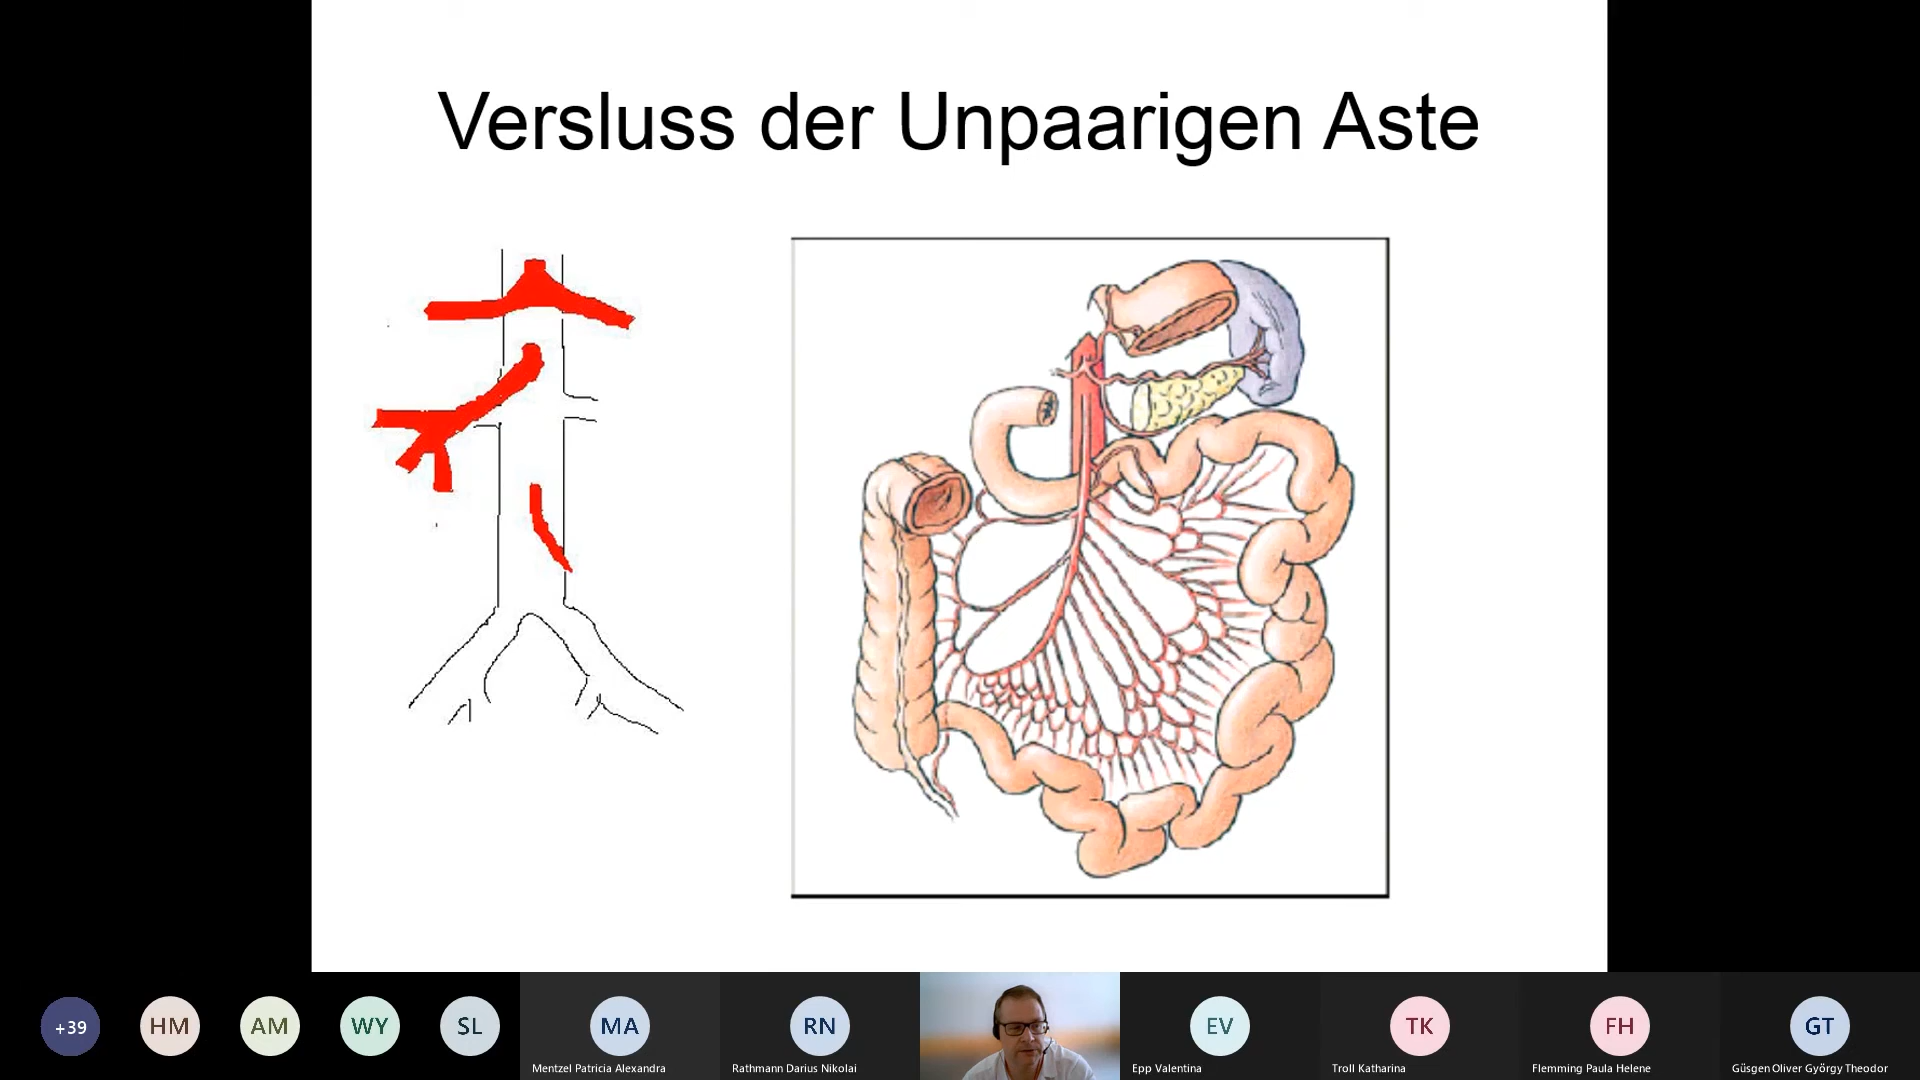 Versluss der Unpaarigen Aste
+39
HM
AM
WY
SL
MA
RN
EV
TK
FH
GT
Mentzel Patricia Alexandra
Rathmann Darius Nikolai
Epp Valentina
Troll Katharina
Flemming Paula Helene
Güsgen Oliver György Theodor